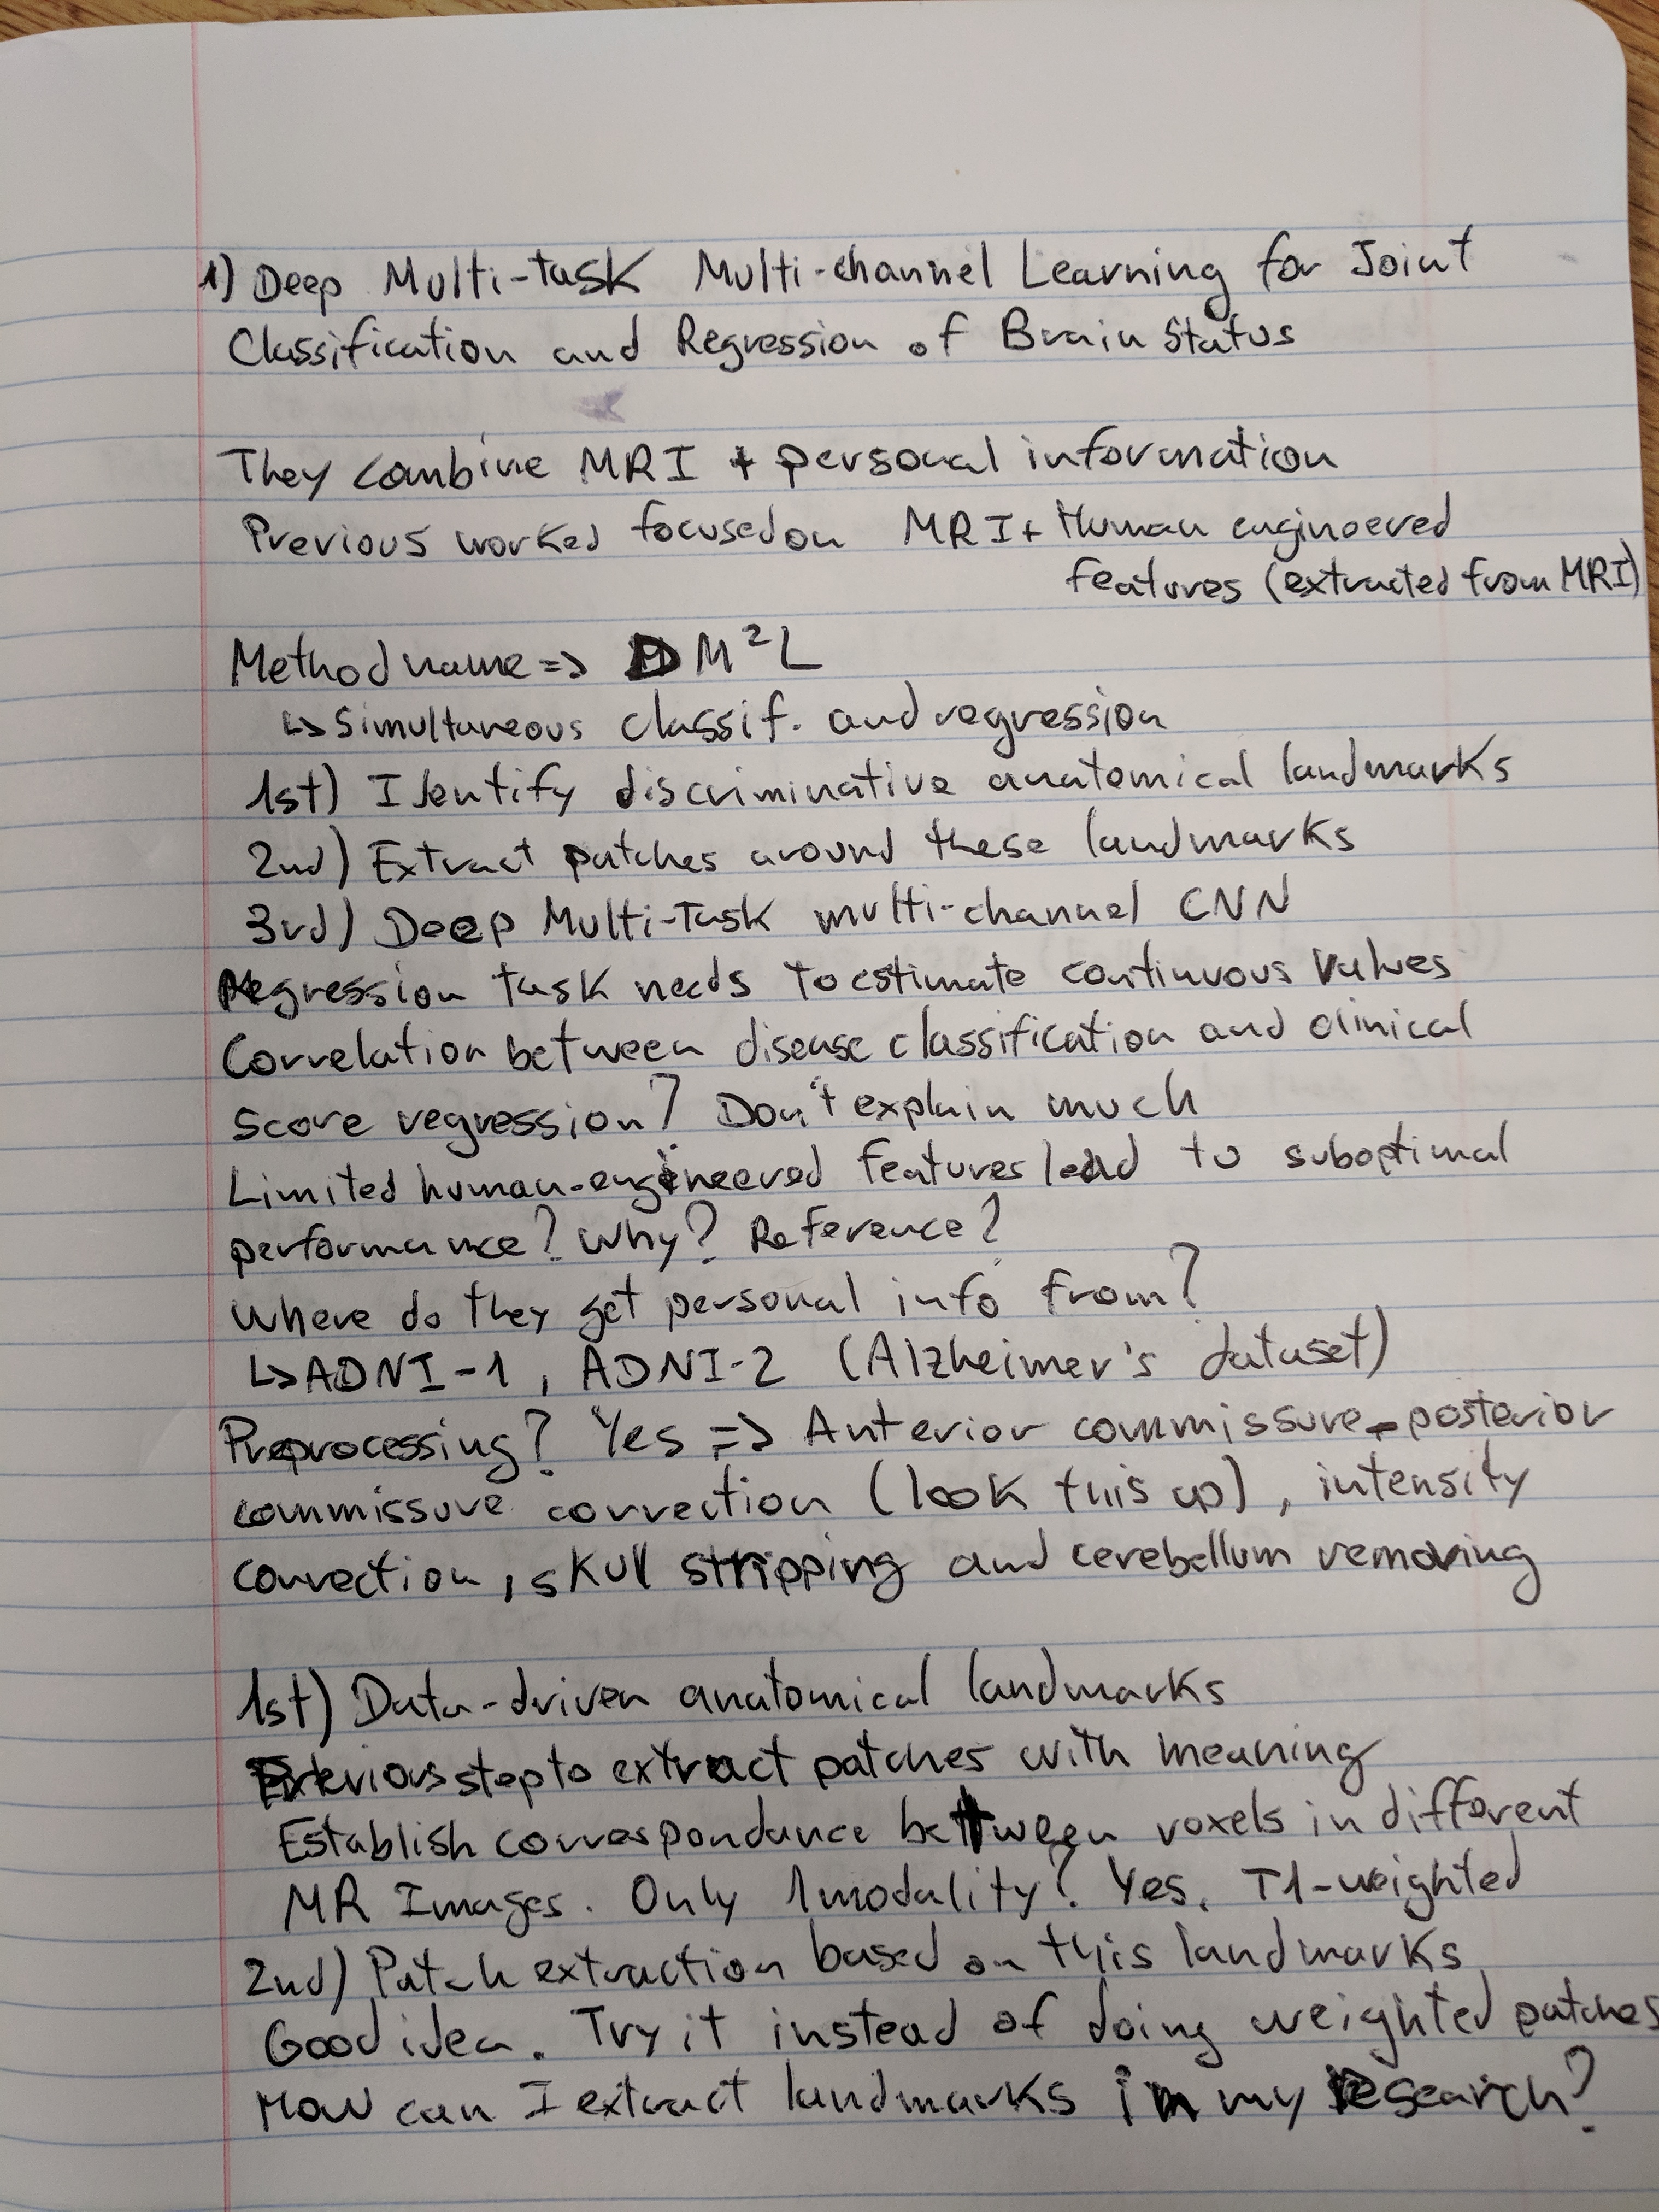 1) Deep Multi-task Multi-channel Learning for Joint
Classification and Regression of Brain Status
They combine MRI + personal information
Previous worked focused on MRI + Human engineered
features (extracted from MRI)
Method name => DM²L
↳ Simultaneous classif. and regression
1st) Identify discriminative anatomical landmarks
2nd) Extract patches around these landmarks
3rd) Deep Multi-Task multi-channel CNN
Regression task needs to estimate continuous values
Correlation between disease classification and clinical
score regression? Don't explain much
Limited human-engineered features lead to suboptimal
performance? Why? Reference?
Where do they get personal info from?
↳ ADNI-1, ADNI-2 (Alzheimer's dataset)
Preprocessing? Yes => Anterior commissure-posterior
commissure correction (look this up), intensity
correction, skull stripping and cerebellum removing
1st) Data-driven anatomical landmarks
Previous step to extract patches with meaning
Establish correspondance between voxels in different
MR Images. Only 1 modality? Yes, T1-weighted
2nd) Patch extraction based on this landmarks
Good idea. Try it instead of doing weighted patches
How can I extract landmarks in my research?